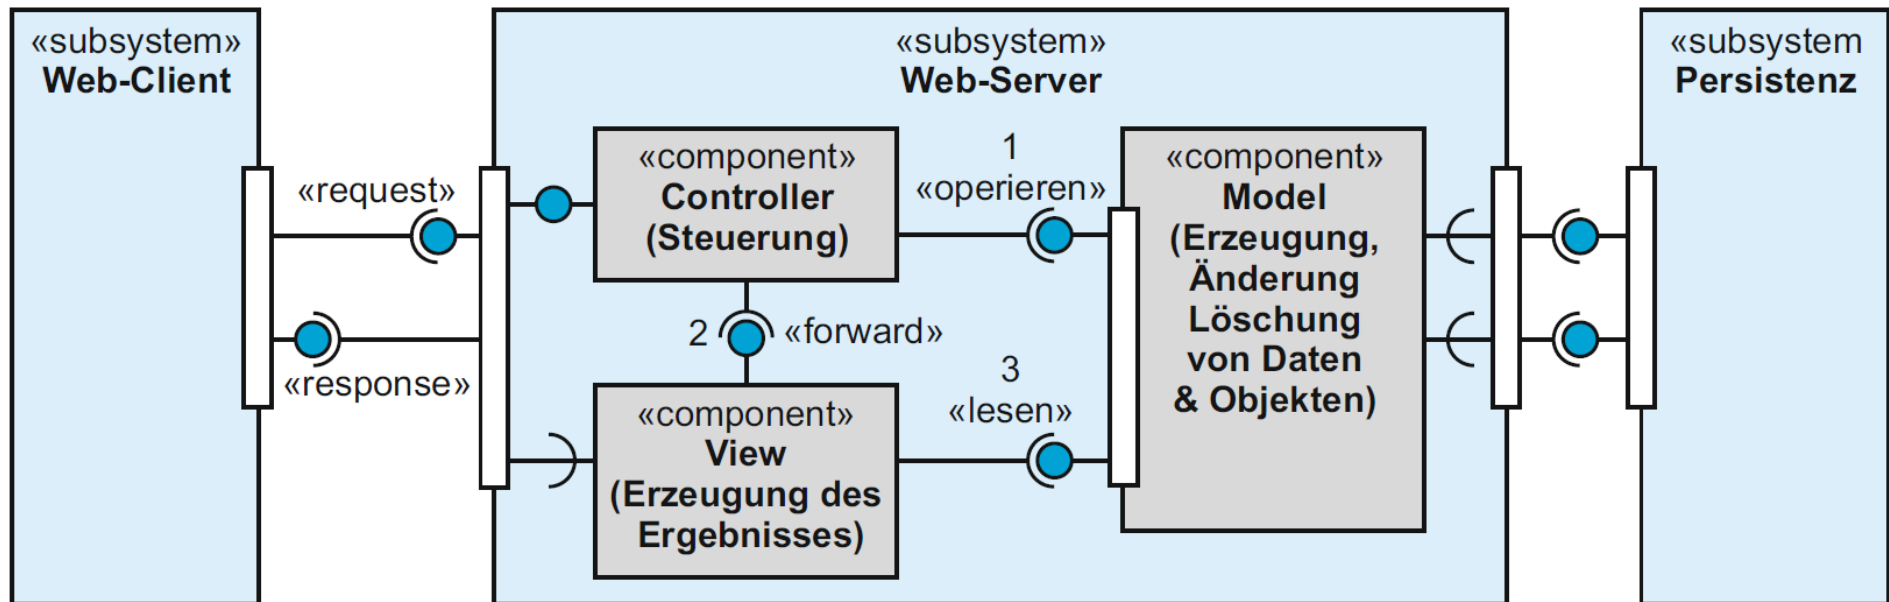 «subsystem»
Web-Client
«request»
«response»
«subsystem»
Web-Server
«component»
Controller
(Steuerung)
1
«operieren»
2 «forward»
«component»
View
(Erzeugung des
Ergebnisses)
3
«lesen»
«component»
Model
(Erzeugung,
Änderung
Löschung
von Daten
& Objekten)
«subsystem
Persistenz